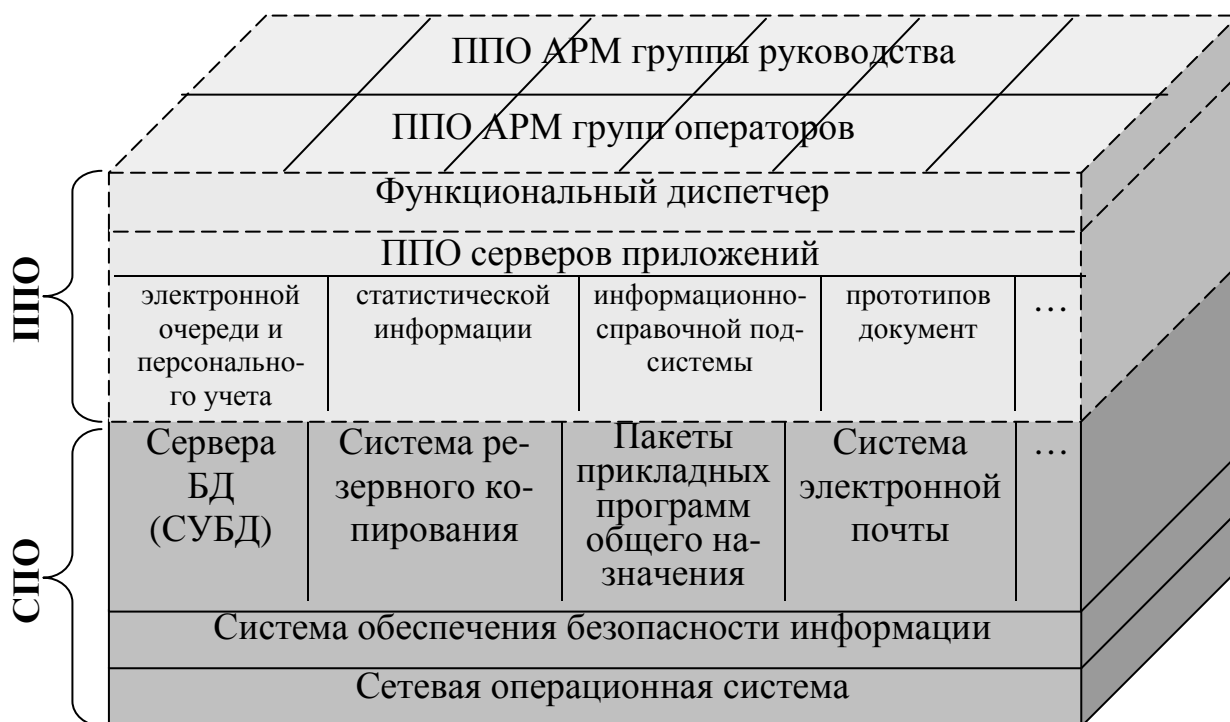 ППО АРМ группы руководства
ППО АРМ групп операторов
Функциональный диспетчер
ППО серверов приложений
электронной
очереди и
персонально-
го учета
статистической
информации
информационно-
справочной под-
системы
прототипов
документ
…
ППО
Сервера
БД
(СУБД)
Система ре-
зервного ко-
пирования
Пакеты
прикладных
программ
общего на-
значения
Система
электронной
почты
…
СПО
Система обеспечения безопасности информации
Сетевая операционная система